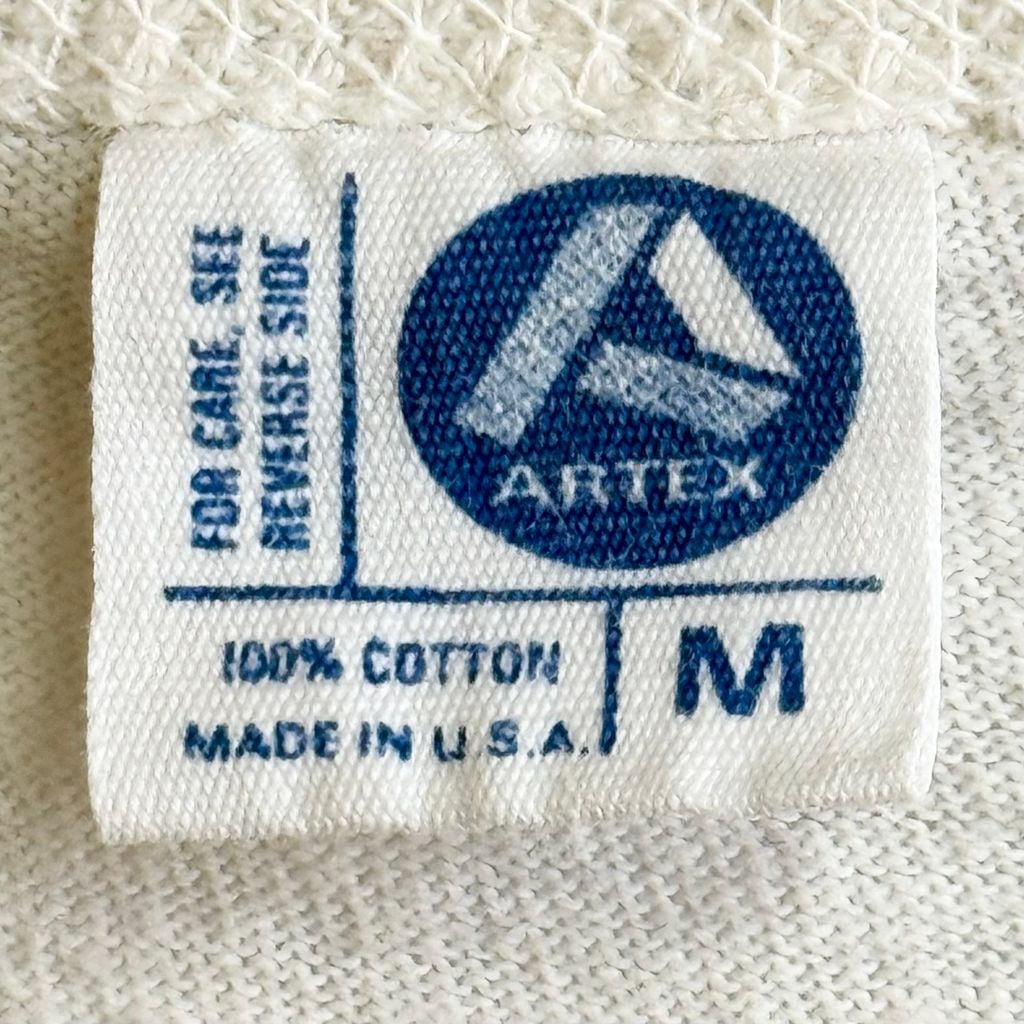 FOR CARE, SEE
REVERSE SIDE
ARTEX
100% COTTON
MADE IN U.S.A.
M